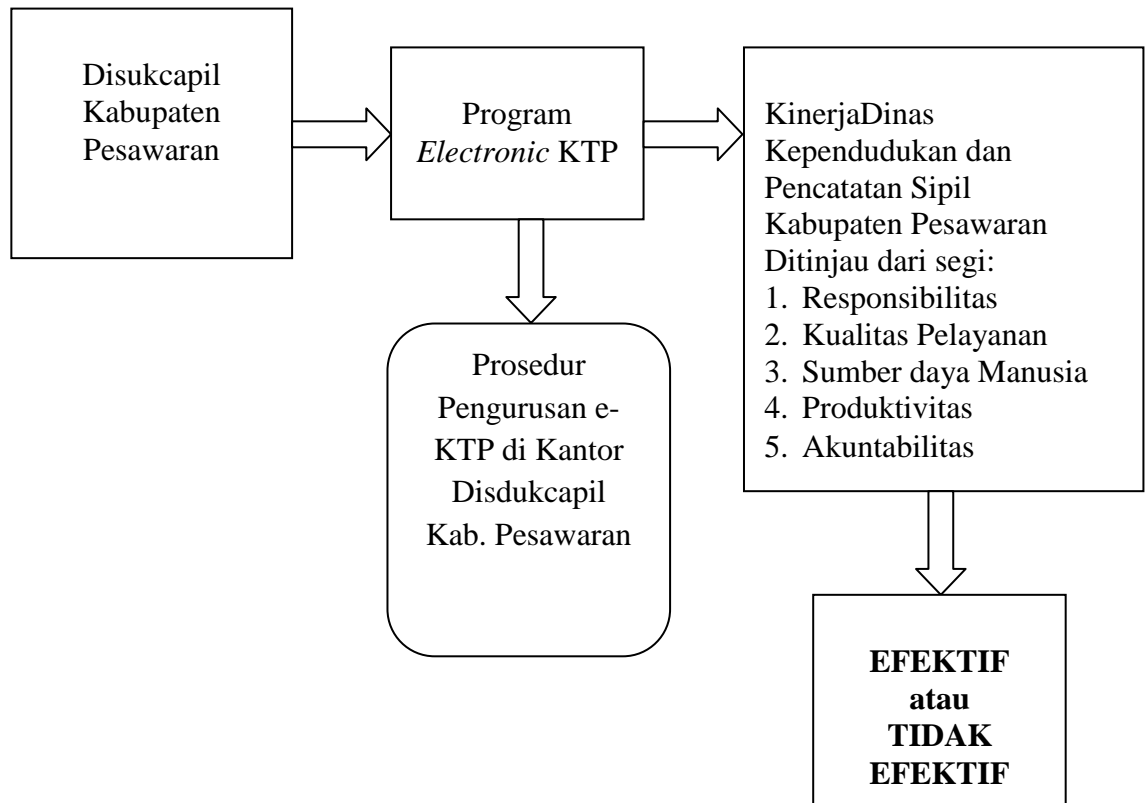 Disukcapil
Kabupaten
Pesawaran
Program
Electronic KTP
KinerjaDinas
Kependudukan dan
Pencatatan Sipil
Kabupaten Pesawaran
Ditinjau dari segi:
1. Responsibilitas
2. Kualitas Pelayanan
3. Sumber daya Manusia
4. Produktivitas
5. Akuntabilitas
Prosedur
Pengurusan e-
KTP di Kantor
Disdukcapil
Kab. Pesawaran
EFEKTIF
atau
TIDAK
EFEKTIF